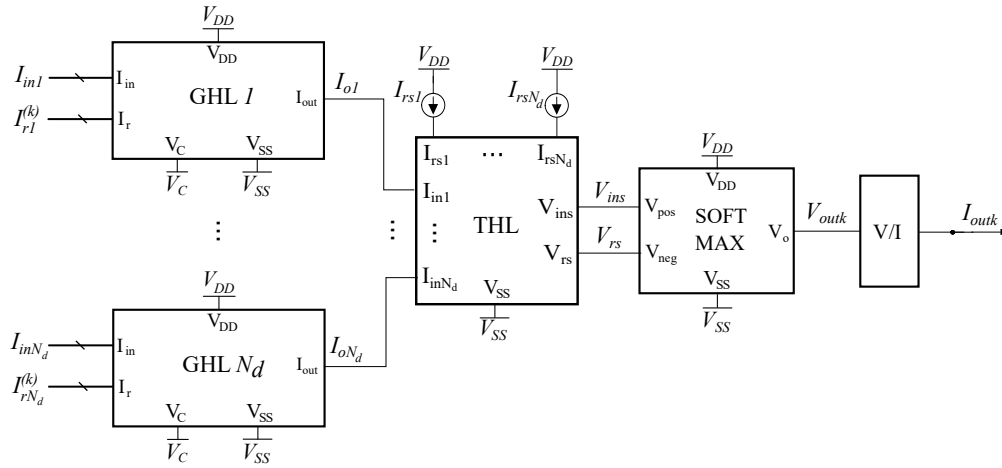 V_DD
V_DD
I_in1
I_in
GHL 1
I_out
I_o1
I_r1^(k)
I_r
V_C
V_SS
V_C
V_SS
V_DD
V_DD
I_rs1
I_rsN_d
I_rs1 ... I_rsN_d
I_in1
THL
I_inN_d
V_ins
V_rs
V_SS
V_SS
V_ins
V_rs
V_DD
V_DD
V_pos
SOFT
MAX
V_neg
V_o
V_SS
V_SS
V_outk
V/I
I_outk
V_DD
V_DD
I_inN_d
I_in
GHL N_d
I_out
I_oN_d
I_rN_d^(k)
I_r
V_C
V_SS
V_C
V_SS